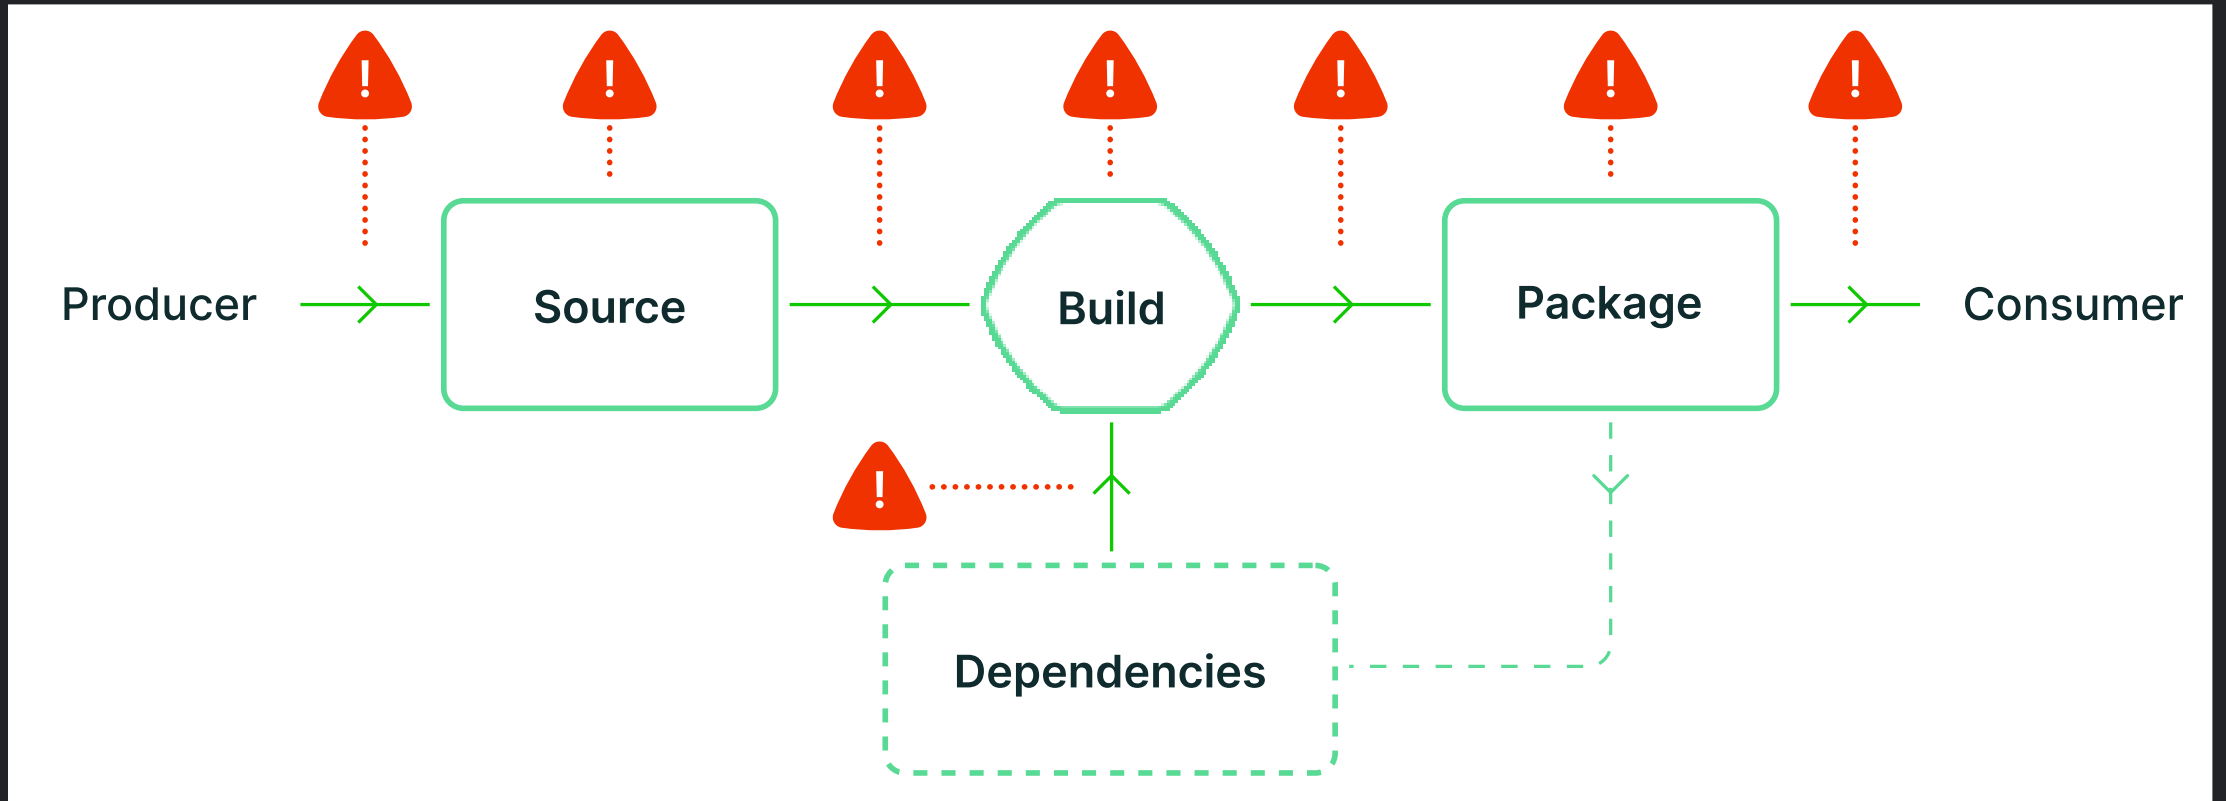 !
!
!
!
!
!
!
Producer
Source
Build
Package
Consumer
!
Dependencies